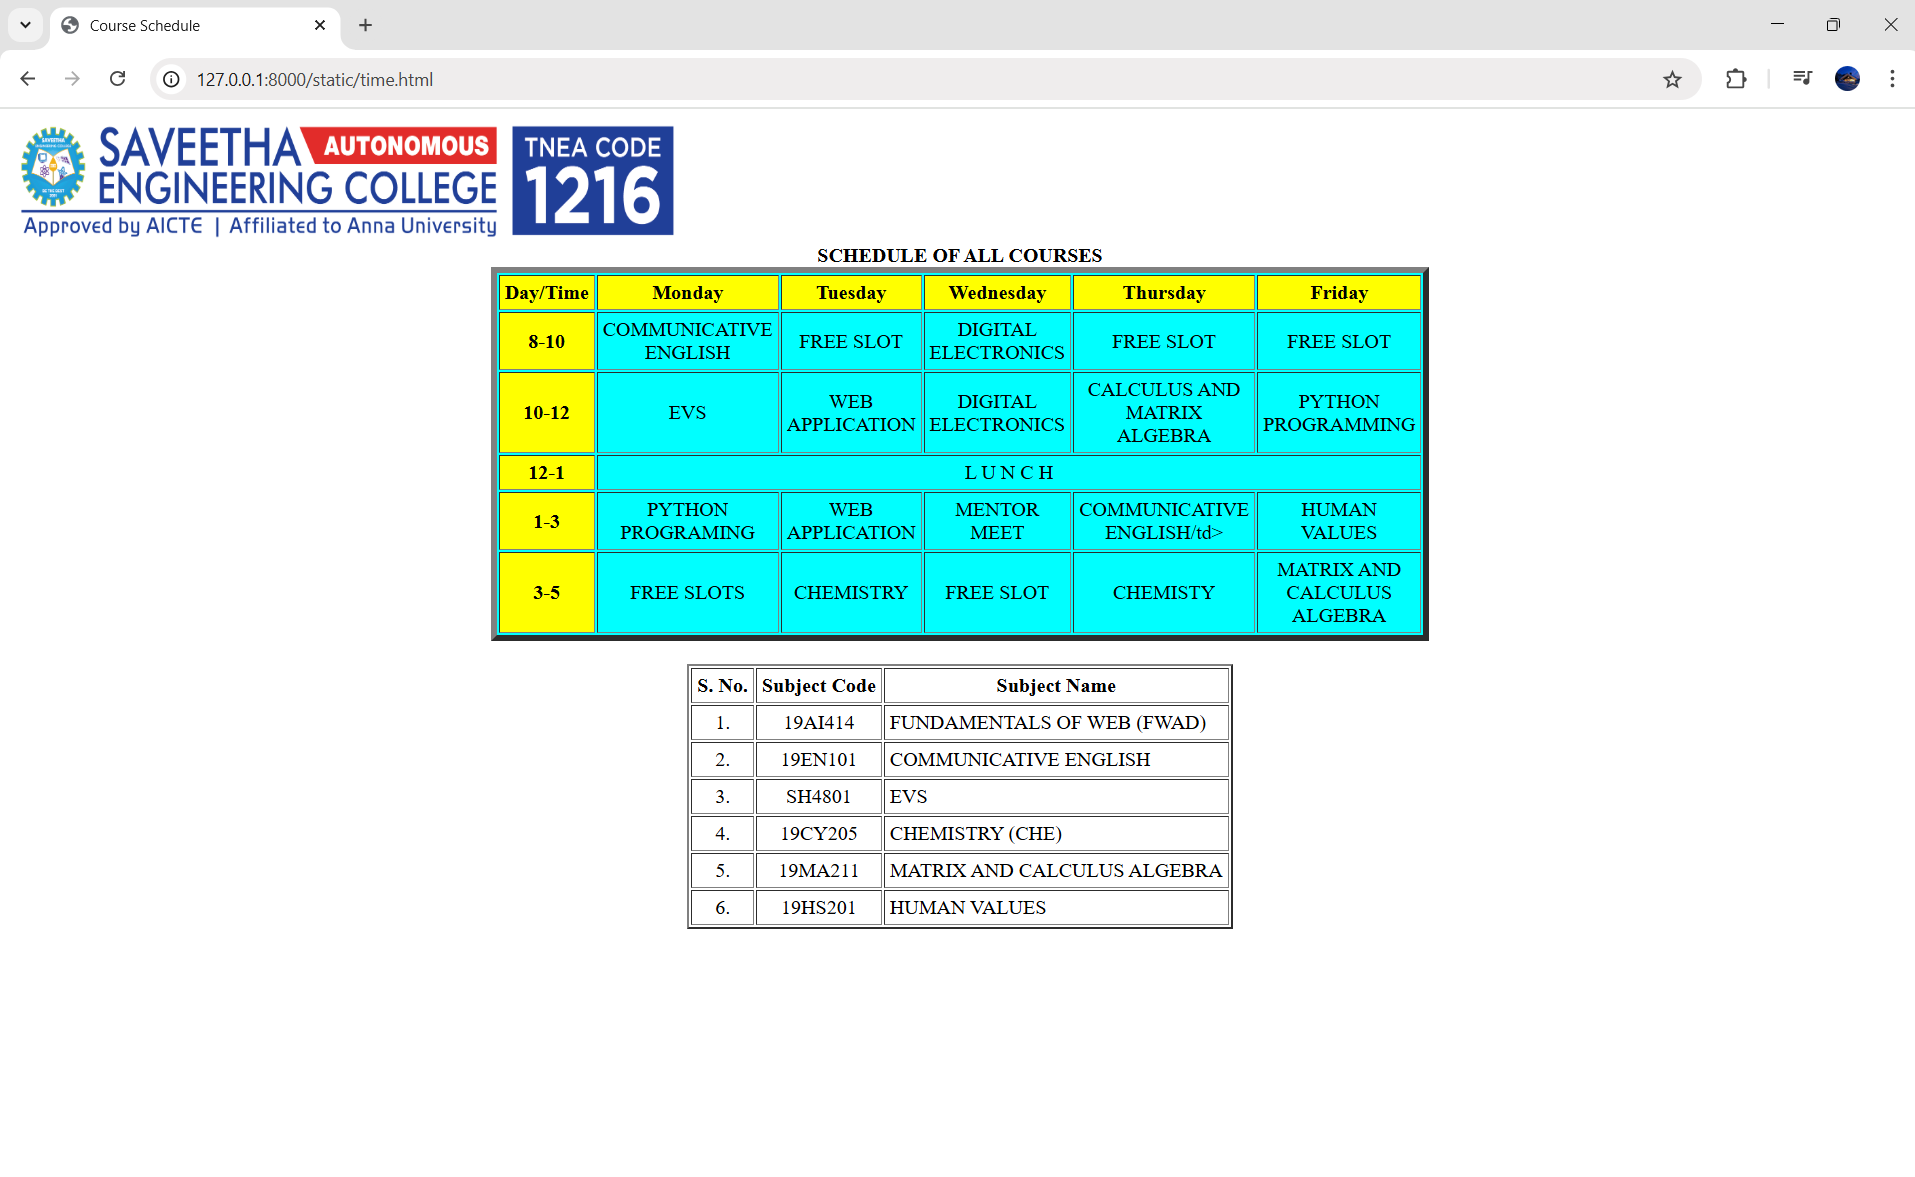 Course Schedule
127.0.0.1:8000/static/time.html
SAVEETHA AUTONOMOUS
ENGINEERING COLLEGE
Approved by AICTE | Affiliated to Anna University
TNEA CODE
1216
SCHEDULE OF ALL COURSES
Day/Time Monday Tuesday Wednesday Thursday Friday
8-10 COMMUNICATIVE ENGLISH FREE SLOT DIGITAL ELECTRONICS FREE SLOT FREE SLOT
10-12 EVS WEB APPLICATION DIGITAL ELECTRONICS CALCULUS AND MATRIX ALGEBRA PYTHON PROGRAMMING
12-1 L U N C H
1-3 PYTHON PROGRAMING WEB APPLICATION MENTOR MEET COMMUNICATIVE ENGLISH/td> HUMAN VALUES
3-5 FREE SLOTS CHEMISTRY FREE SLOT CHEMISTY MATRIX AND CALCULUS ALGEBRA
S. No. Subject Code Subject Name
1. 19AI414 FUNDAMENTALS OF WEB (FWAD)
2. 19EN101 COMMUNICATIVE ENGLISH
3. SH4801 EVS
4. 19CY205 CHEMISTRY (CHE)
5. 19MA211 MATRIX AND CALCULUS ALGEBRA
6. 19HS201 HUMAN VALUES